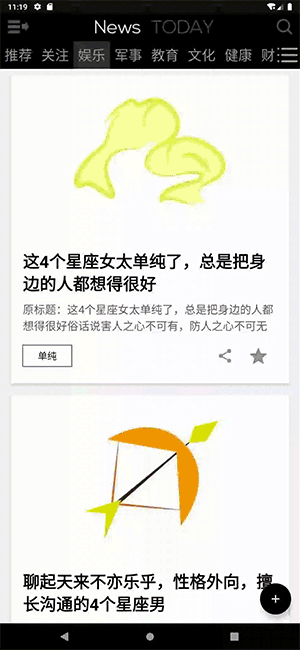 11:19
News TODAY
推荐 关注 娱乐 军事 教育 文化 健康 财
这4个星座女太单纯了，总是把身
边的人都想得很好
原标题：这4个星座女太单纯了，总是把身边的人都
想得很好俗话说害人之心不可有，防人之心不可无
单纯
聊起天来不亦乐乎，性格外向，擅
长沟通的4个星座男